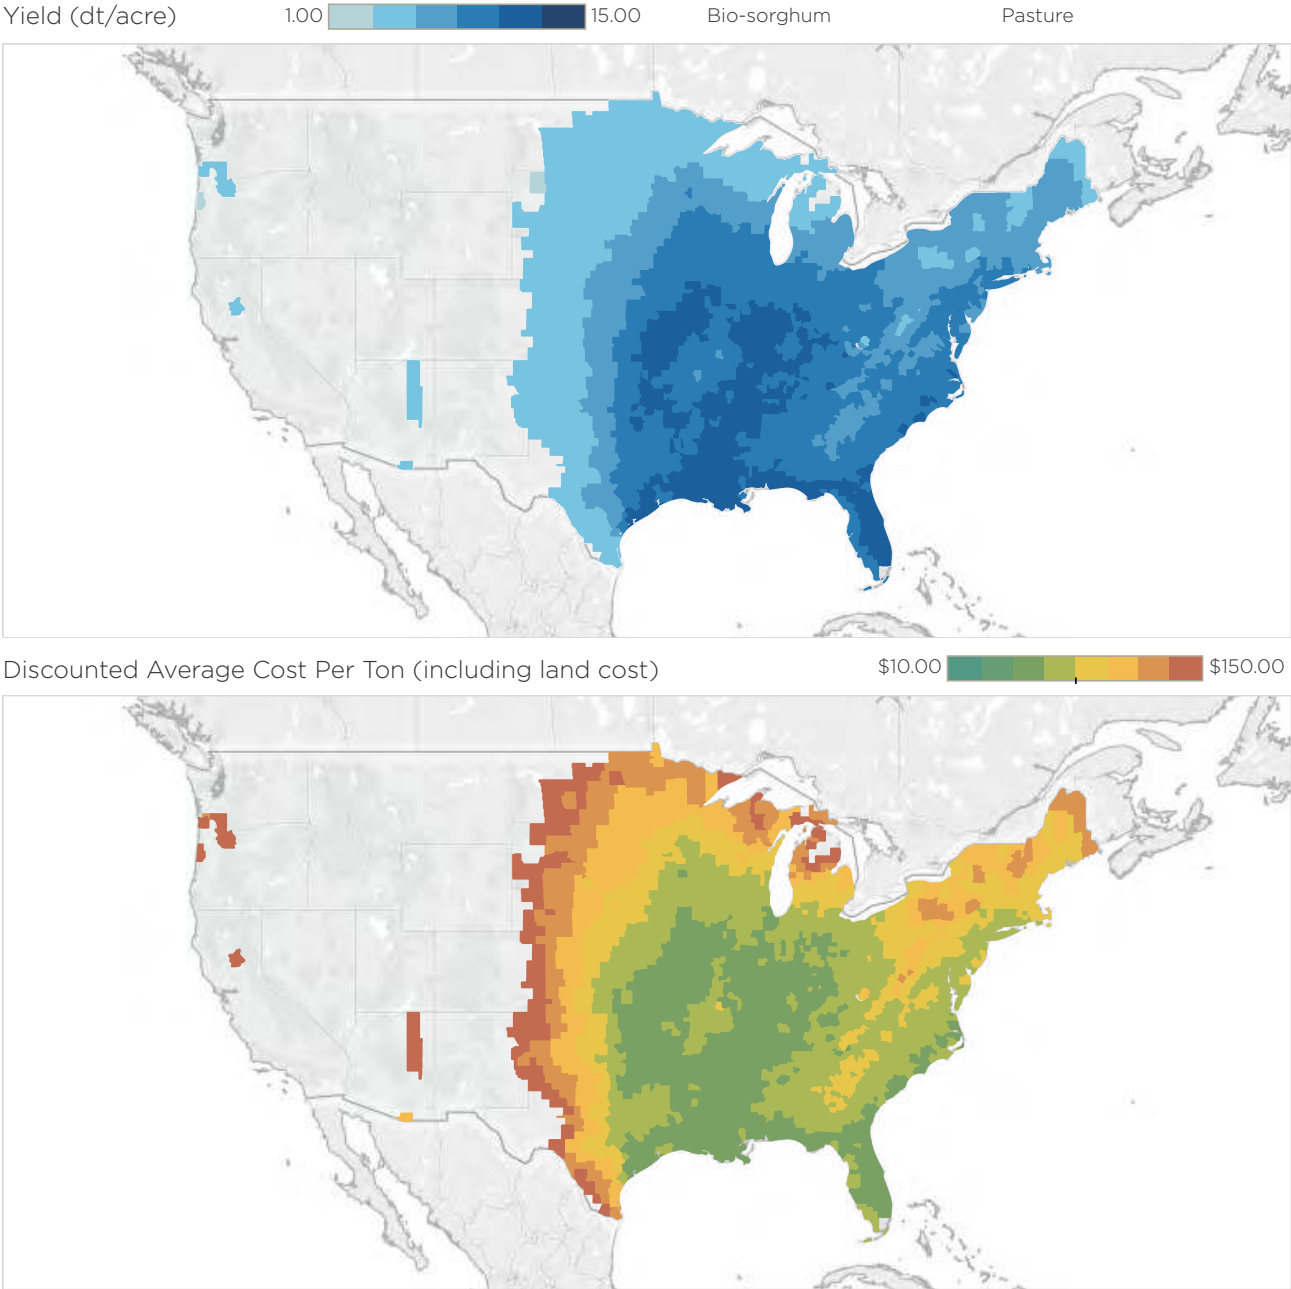 Yield (dt/acre) 1.00 15.00 Bio-sorghum Pasture
Discounted Average Cost Per Ton (including land cost) $10.00 $150.00